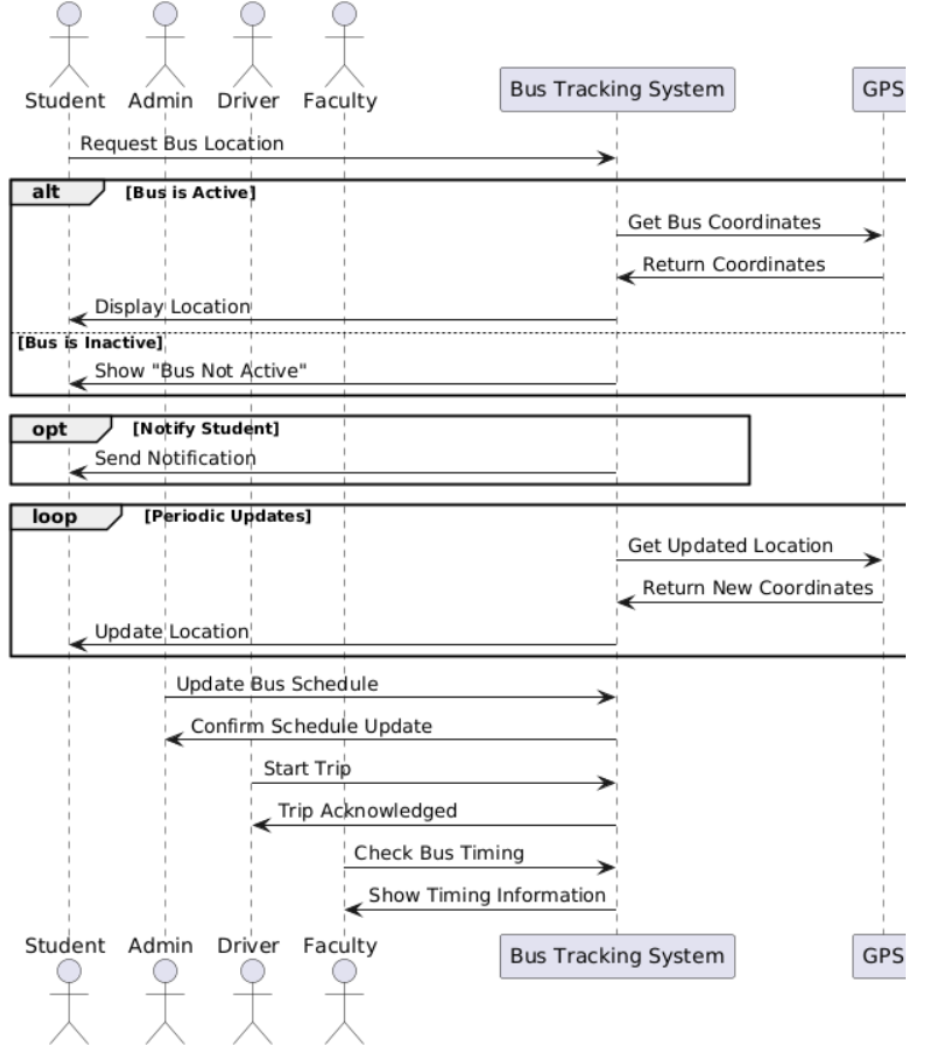 Student Admin Driver Faculty Bus Tracking System GPS
Request Bus Location
alt [Bus is Active]
Get Bus Coordinates
Return Coordinates
Display Location
[Bus is Inactive]
Show "Bus Not Active"
opt [Notify Student]
Send Notification
loop [Periodic Updates]
Get Updated Location
Return New Coordinates
Update Location
Update Bus Schedule
Confirm Schedule Update
Start Trip
Trip Acknowledged
Check Bus Timing
Show Timing Information
Student Admin Driver Faculty Bus Tracking System GPS